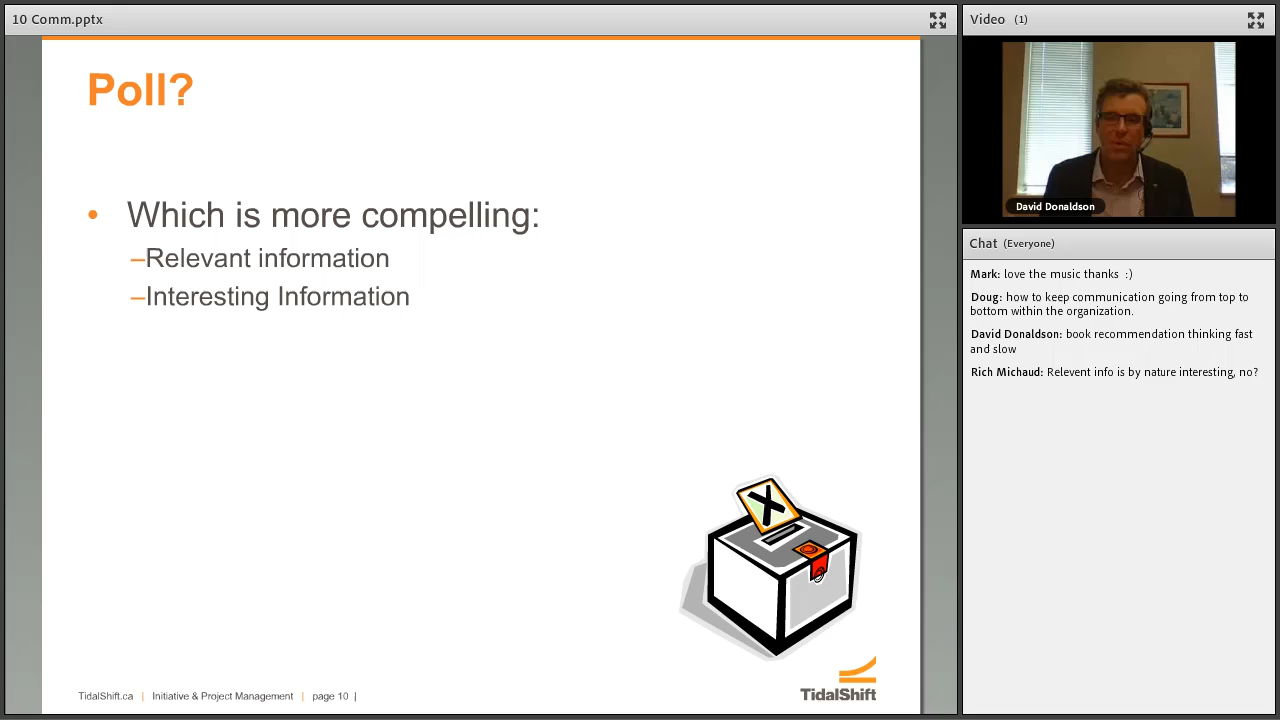 10 Comm.pptx
Poll?
• Which is more compelling:
–Relevant information
–Interesting Information
TidalShift.ca | Initiative & Project Management | page 10 |
TidalShift
Video (1)
David Donaldson
Chat (Everyone)
Mark: love the music thanks :)
Doug: how to keep communication going from top to
bottom within the organization.
David Donaldson: book recommendation thinking fast
and slow
Rich Michaud: Relevent info is by nature interesting, no?